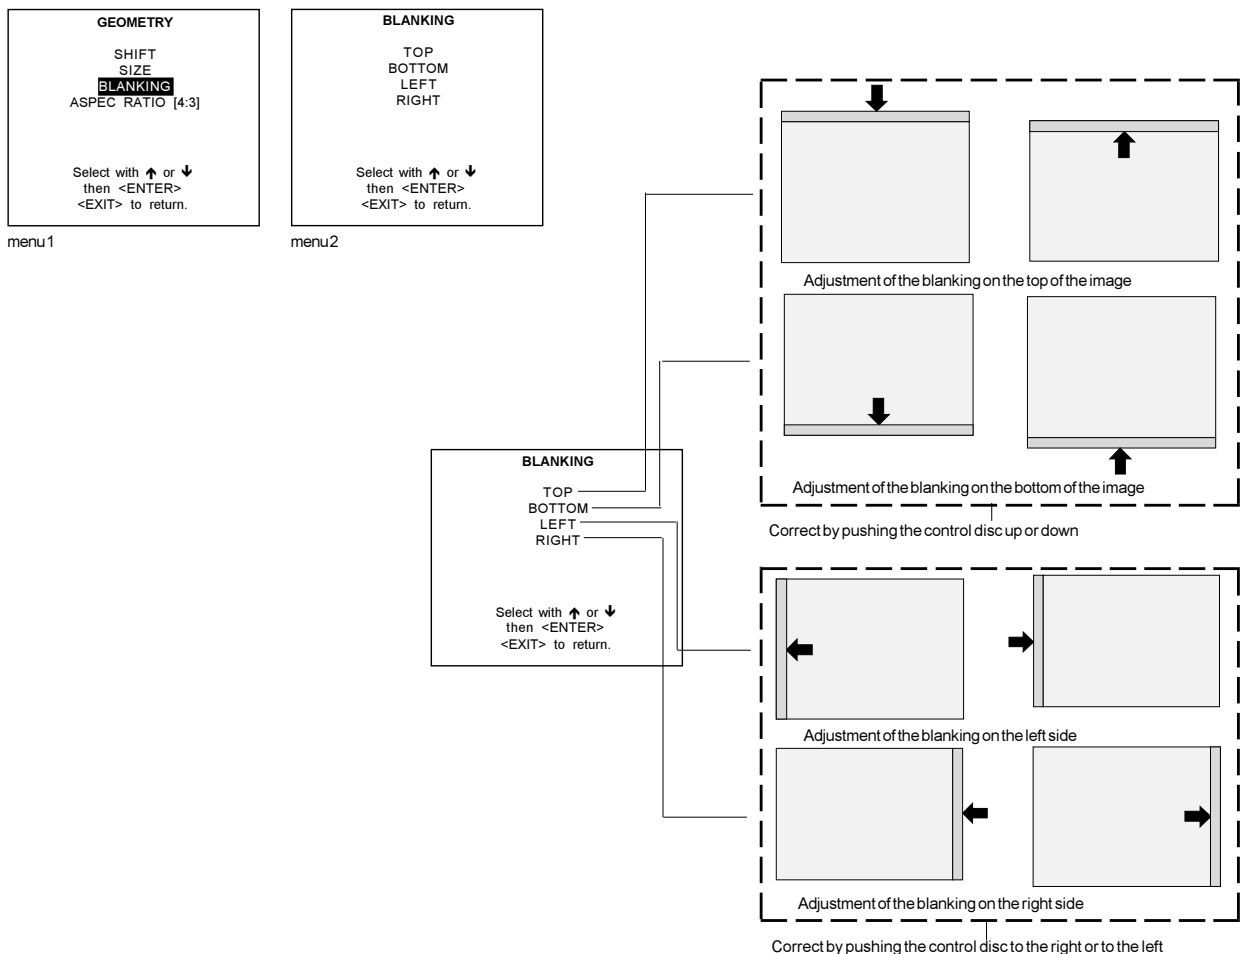 GEOMETRY
SHIFT
SIZE
BLANKING
ASPEC RATIO [4:3]
Select with ↑ or ↓
then <ENTER>
<EXIT> to return.
menu1
BLANKING
TOP
BOTTOM
LEFT
RIGHT
Select with ↑ or ↓
then <ENTER>
<EXIT> to return.
menu2
BLANKING
TOP
BOTTOM
LEFT
RIGHT
Select with ↑ or ↓
then <ENTER>
<EXIT> to return.
Adjustment of the blanking on the top of the image
Adjustment of the blanking on the bottom of the image
Correct by pushing the control disc up or down
Adjustment of the blanking on the left side
Adjustment of the blanking on the right side
Correct by pushing the control disc to the right or to the left